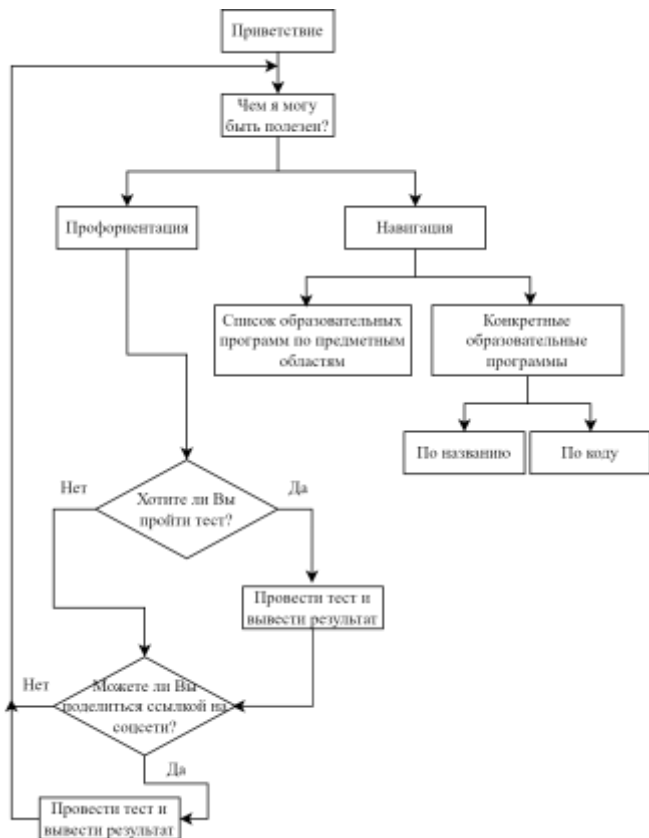 Приветствие
Чем я могу
быть полезен?
Профориентация
Навигация
Список образовательных
программ по предметным
областям
Конкретные
образовательные
программы
По названию
По коду
Нет
Хотите ли Вы
пройти тест?
Да
Провести тест и
вывести результат
Нет
Можете ли Вы
поделиться ссылкой на
соцсети?
Да
Провести тест и
вывести результат